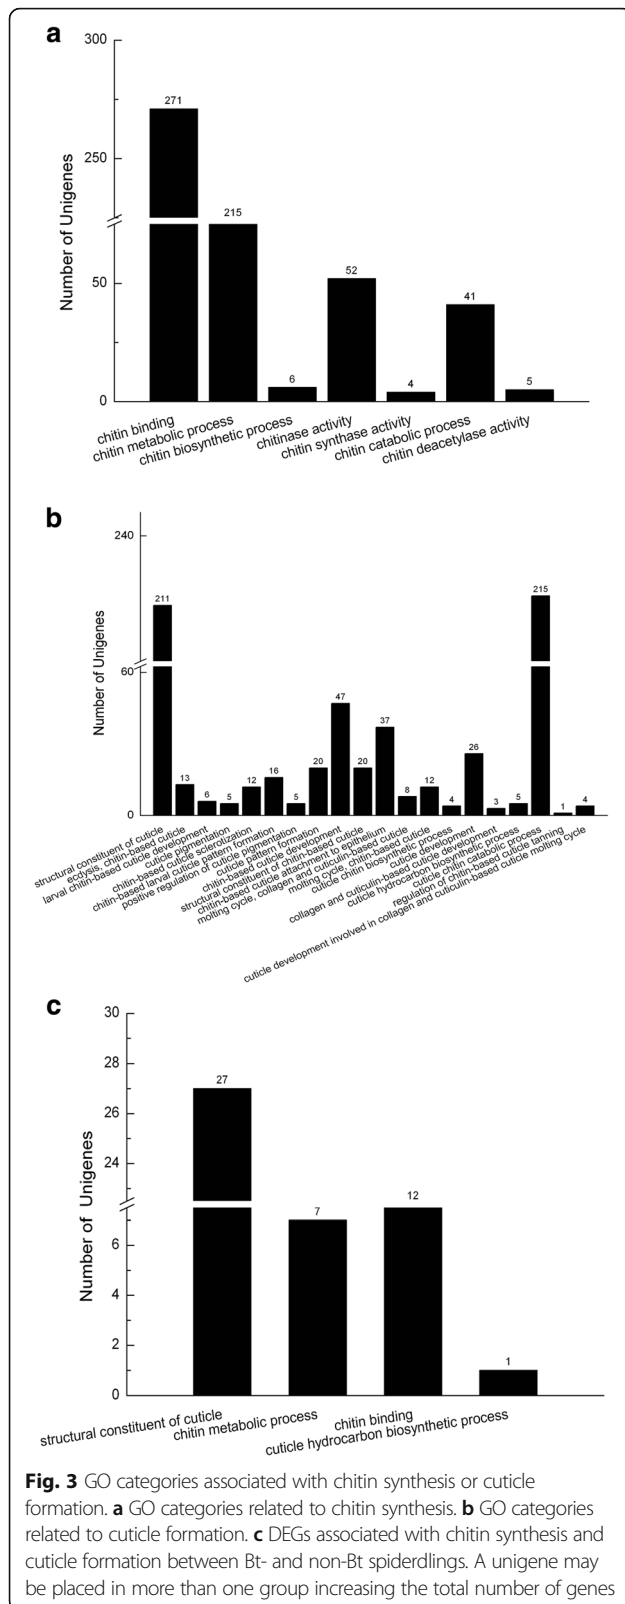 a
300
271
250
215
Number of Unigenes
52
50
41
6
4
5
0
chitin binding
chitin metabolic process
chitin biosynthetic process
chitinase activity
chitin synthase activity
chitin catabolic process
chitin deacetylase activity
b
240
215
211
Number of Unigenes
60
47
37
26
20
20
16
13
12
12
8
6
5
5
5
4
4
3
1
0
structural constituent of cuticle
ecdysis, chitin-based cuticle
larval chitin-based cuticle development
cuticle pigmentation
chitin-based cuticle sclerotization
chitin-based larval cuticle pattern formation
positive regulation of cuticle pigmentation
cuticle pattern formation
chitin-based cuticle development
structural constituent of chitin-based cuticle
chitin-based cuticle attachment to epithelium
molting cycle, collagen and cuticulin-based cuticle
molting cycle, chitin-based cuticle
cuticle chitin biosynthetic process
cuticle development
collagen and cuticulin-based cuticle development
cuticle hydrocarbon biosynthetic process
cuticle chitin catabolic process
regulation of chitin-based cuticle tanning
cuticle development involved in collagen and cuticulin-based cuticle molting cycle
c
30
28
27
26
24
Number of Unigenes
12
7
6
4
2
1
0
structural constituent of cuticle
chitin metabolic process
chitin binding
cuticle hydrocarbon biosynthetic process
Fig. 3 GO categories associated with chitin synthesis or cuticle
formation. a GO categories related to chitin synthesis. b GO categories
related to cuticle formation. c DEGs associated with chitin synthesis and
cuticle formation between Bt- and non-Bt spiderdlings. A unigene may
be placed in more than one group increasing the total number of genes